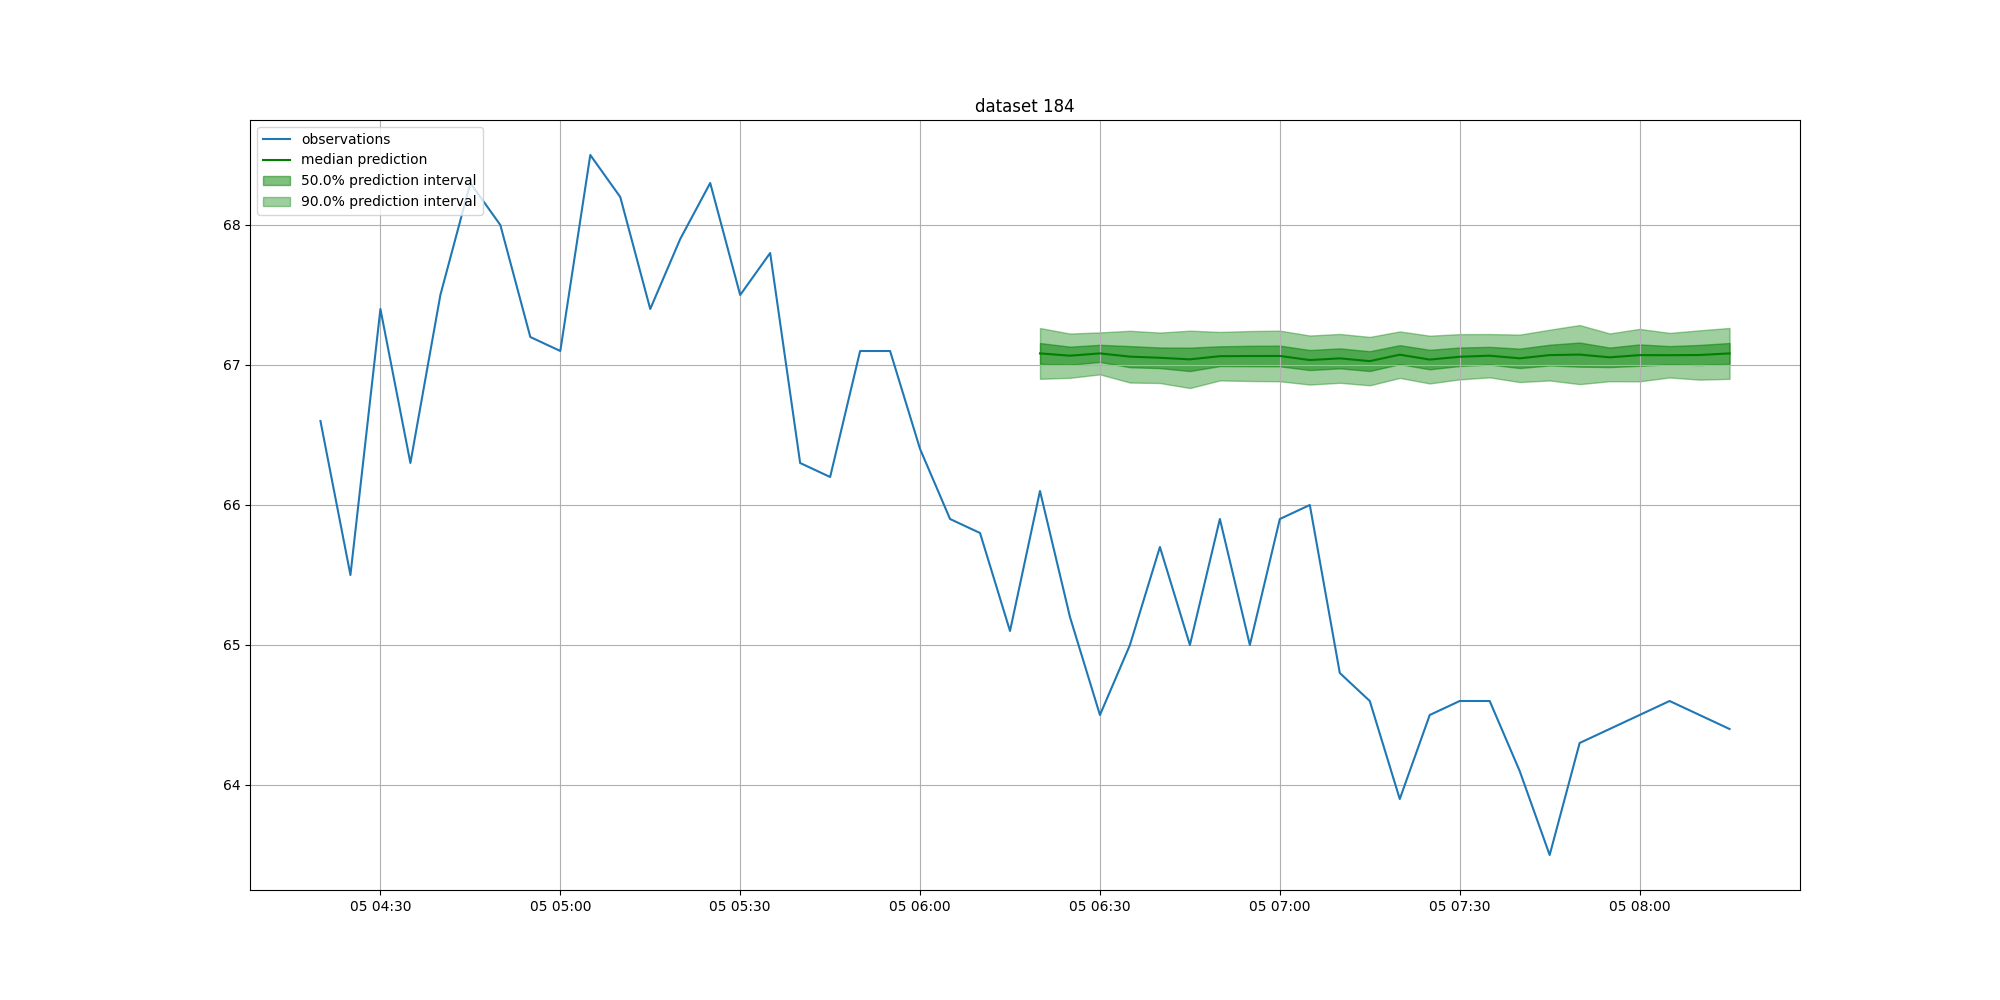 dataset 184
observations
median prediction
50.0% prediction interval
90.0% prediction interval
68
67
66
65
64
05 04:30
05 05:00
05 05:30
05 06:00
05 06:30
05 07:00
05 07:30
05 08:00